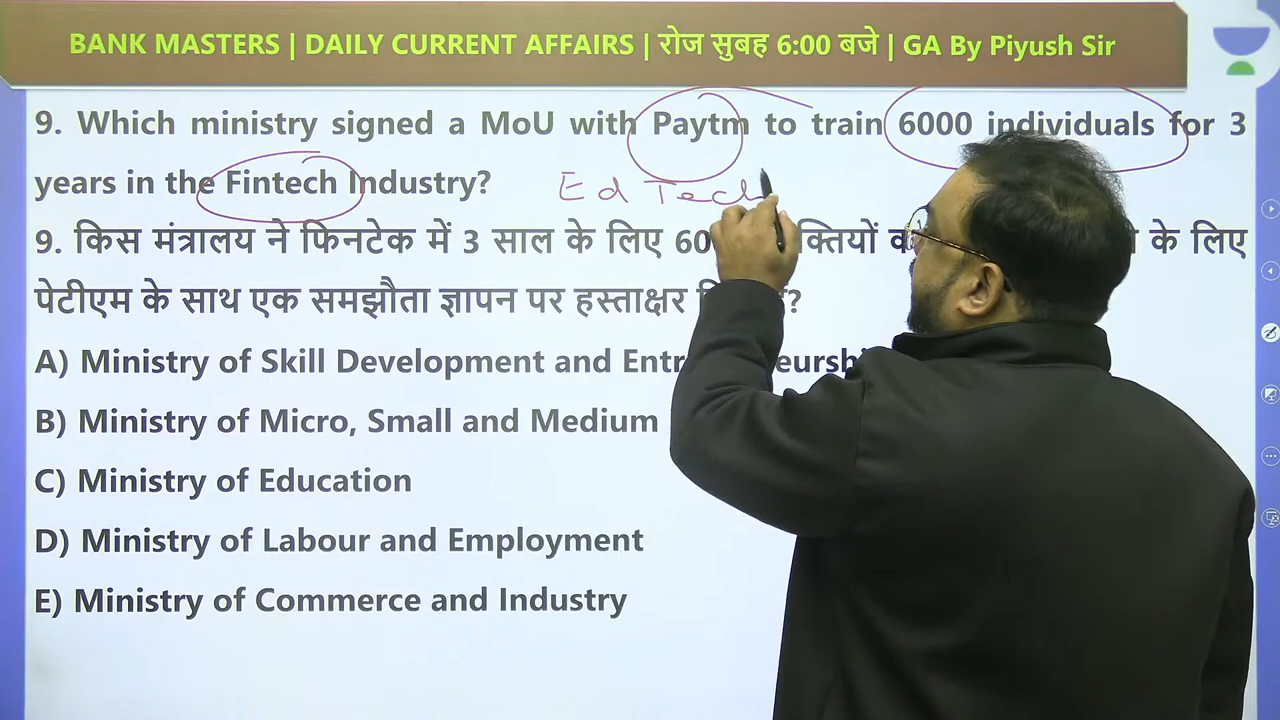 BANK MASTERS | DAILY CURRENT AFFAIRS | रोज सुबह 6:00 बजे | GA By Piyush Sir
9. Which ministry signed a MoU with Paytm to train 6000 individuals for 3
years in the Fintech Industry?
Ed Tech
9. किस मंत्रालय ने फिनटेक में 3 साल के लिए 60 के लिए
पेटीएम के साथ एक समझौता ज्ञापन पर हस्ताक्षर
A) Ministry of Skill Development and
B) Ministry of Micro, Small and Medium
C) Ministry of Education
D) Ministry of Labour and Employment
E) Ministry of Commerce and Industry